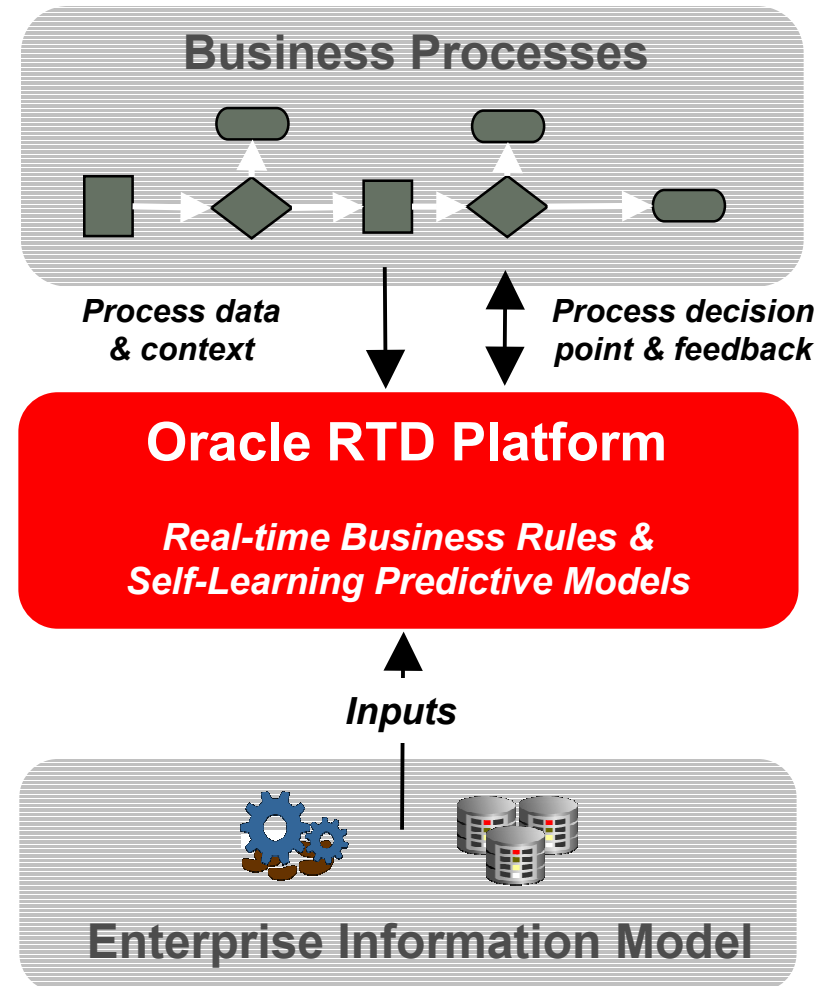 Business Processes
Process data
& context
Process decision
point & feedback
Oracle RTD Platform
Real-time Business Rules &
Self-Learning Predictive Models
Inputs
Enterprise Information Model